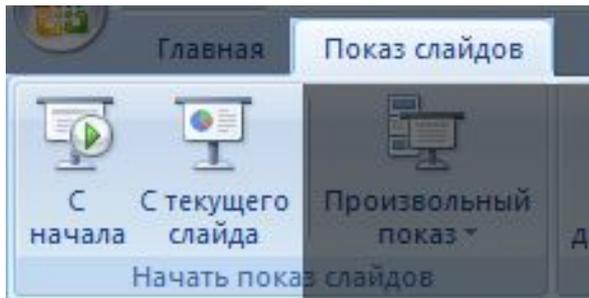 Главная Показ слайдов
С начала
С текущего слайда
Произвольный показ
Начать показ слайдов